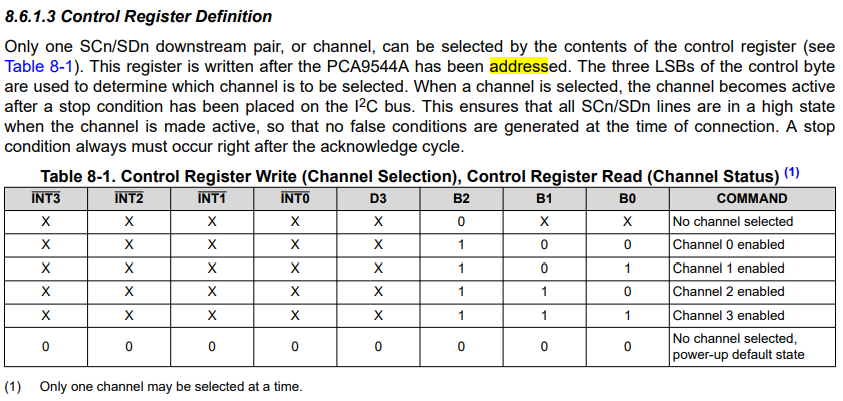 8.6.1.3 Control Register Definition
Only one SCn/SDn downstream pair, or channel, can be selected by the contents of the control register (see
Table 8-1). This register is written after the PCA9544A has been addressed. The three LSBs of the control byte
are used to determine which channel is to be selected. When a channel is selected, the channel becomes active
after a stop condition has been placed on the I²C bus. This ensures that all SCn/SDn lines are in a high state
when the channel is made active, so that no false conditions are generated at the time of connection. A stop
condition always must occur right after the acknowledge cycle.
Table 8-1. Control Register Write (Channel Selection), Control Register Read (Channel Status) (1)
INT3 INT2 INT1 INT0 D3 B2 B1 B0 COMMAND
X X X X X 0 X X No channel selected
X X X X X 1 0 0 Channel 0 enabled
X X X X X 1 0 1 Channel 1 enabled
X X X X X 1 1 0 Channel 2 enabled
X X X X X 1 1 1 Channel 3 enabled
0 0 0 0 0 0 0 0 No channel selected,
power-up default state
(1) Only one channel may be selected at a time.